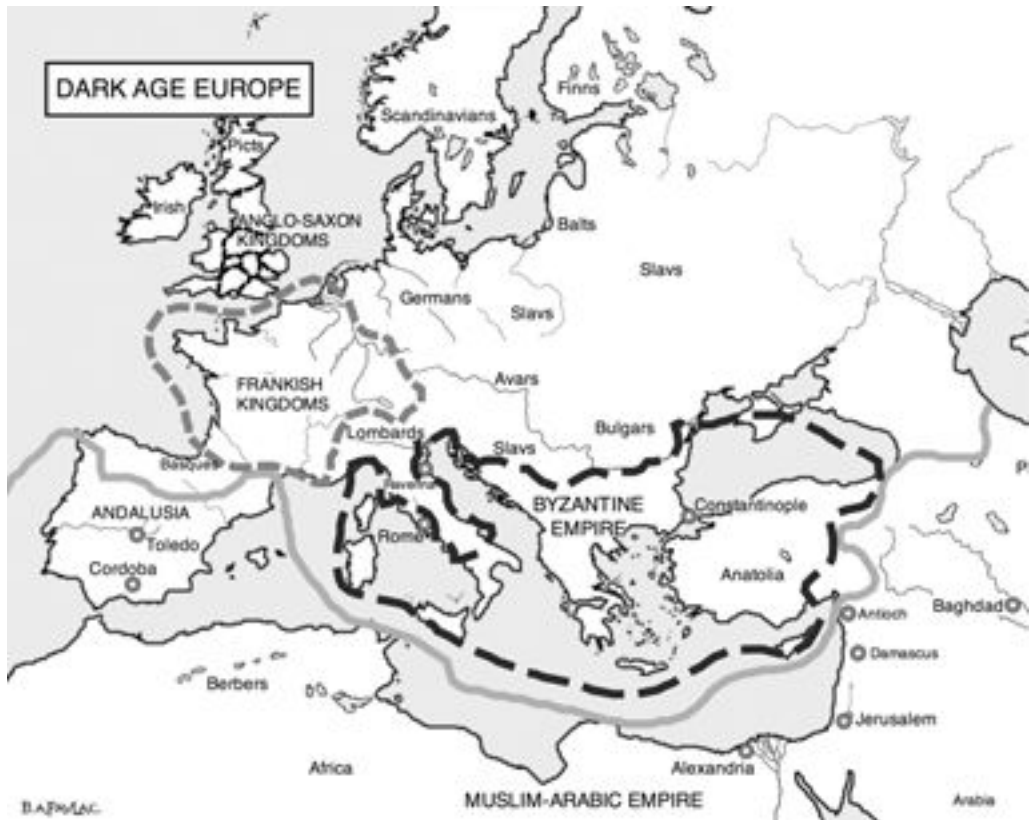 DARK AGE EUROPE
Finns
Scandinavians
Picts
Irish
ANGLO-SAXON
KINGDOMS
Balts
Slavs
Germans
Slavs
Avars
FRANKISH
KINGDOMS
Lombards
Bulgars
Slavs
Basques
Ravenna
BYZANTINE
EMPIRE
Constantinople
ANDALUSIA
Toledo
Rome
Cordoba
Anatolia
Antioch
Baghdad
Damascus
Berbers
Jerusalem
Africa
Alexandria
MUSLIM-ARABIC EMPIRE
Arabia
B.A.PAVLAC.